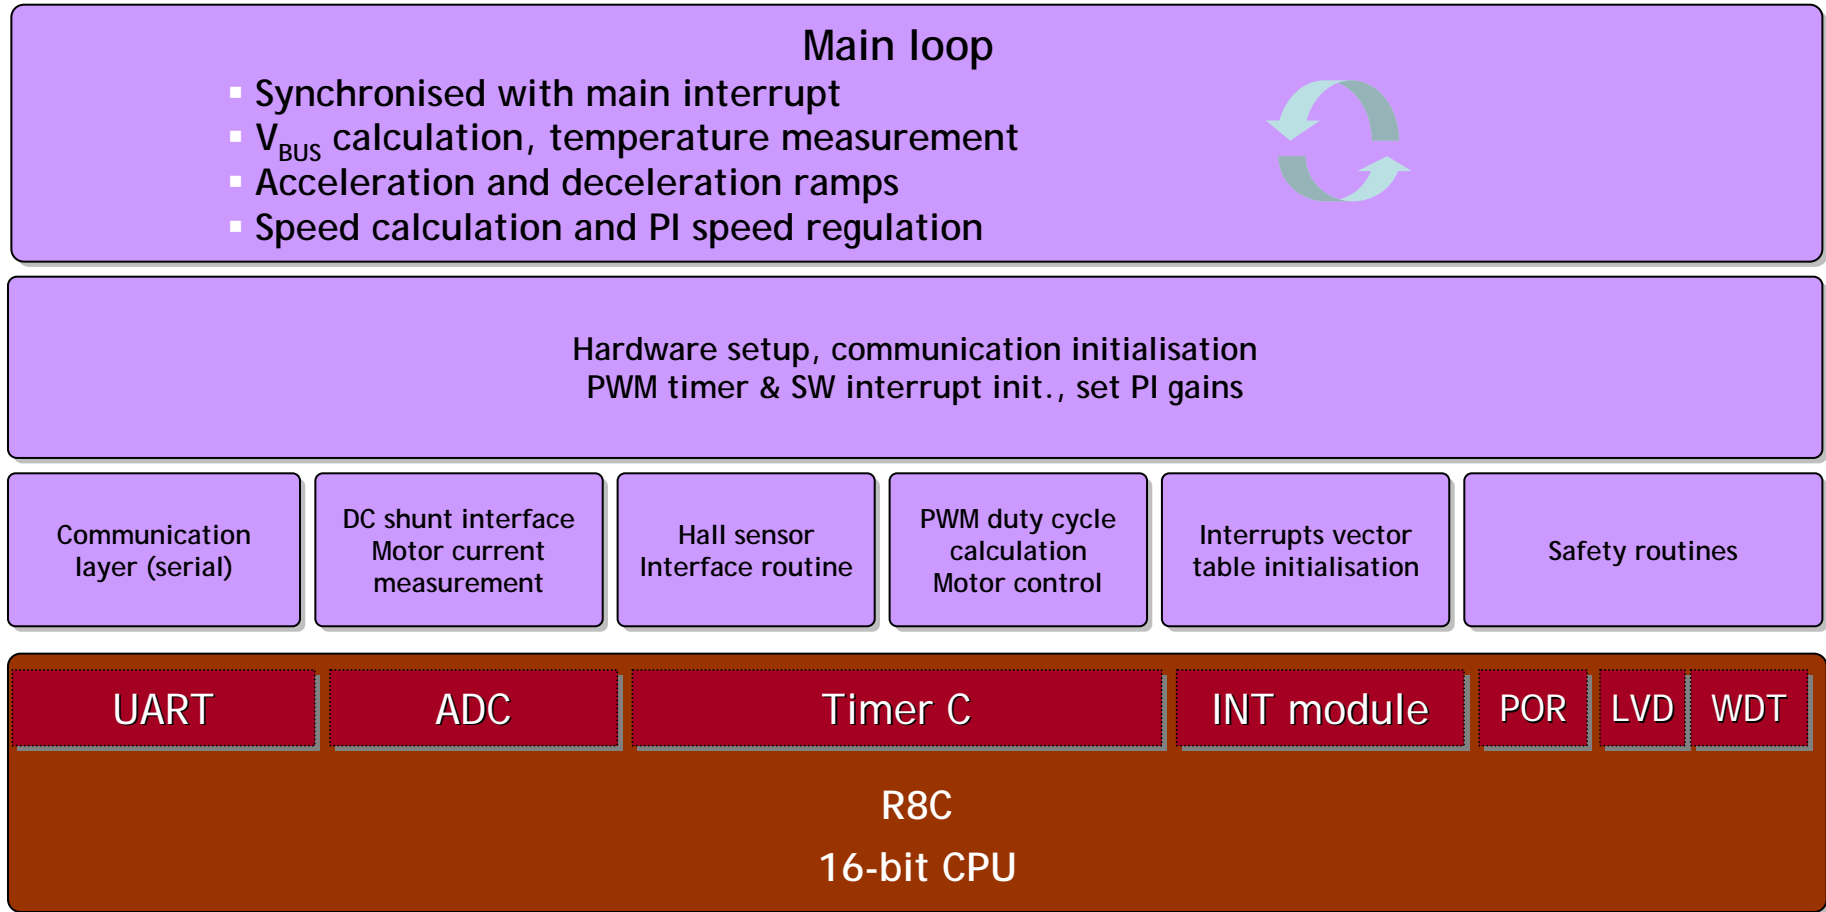 Main loop
▪ Synchronised with main interrupt
▪ VBUS calculation, temperature measurement
▪ Acceleration and deceleration ramps
▪ Speed calculation and PI speed regulation
Hardware setup, communication initialisation
PWM timer & SW interrupt init., set PI gains
Communication
layer (serial)
DC shunt interface
Motor current
measurement
Hall sensor
Interface routine
PWM duty cycle
calculation
Motor control
Interrupts vector
table initialisation
Safety routines
UART
ADC
Timer C
INT module
POR
LVD
WDT
R8C
16-bit CPU